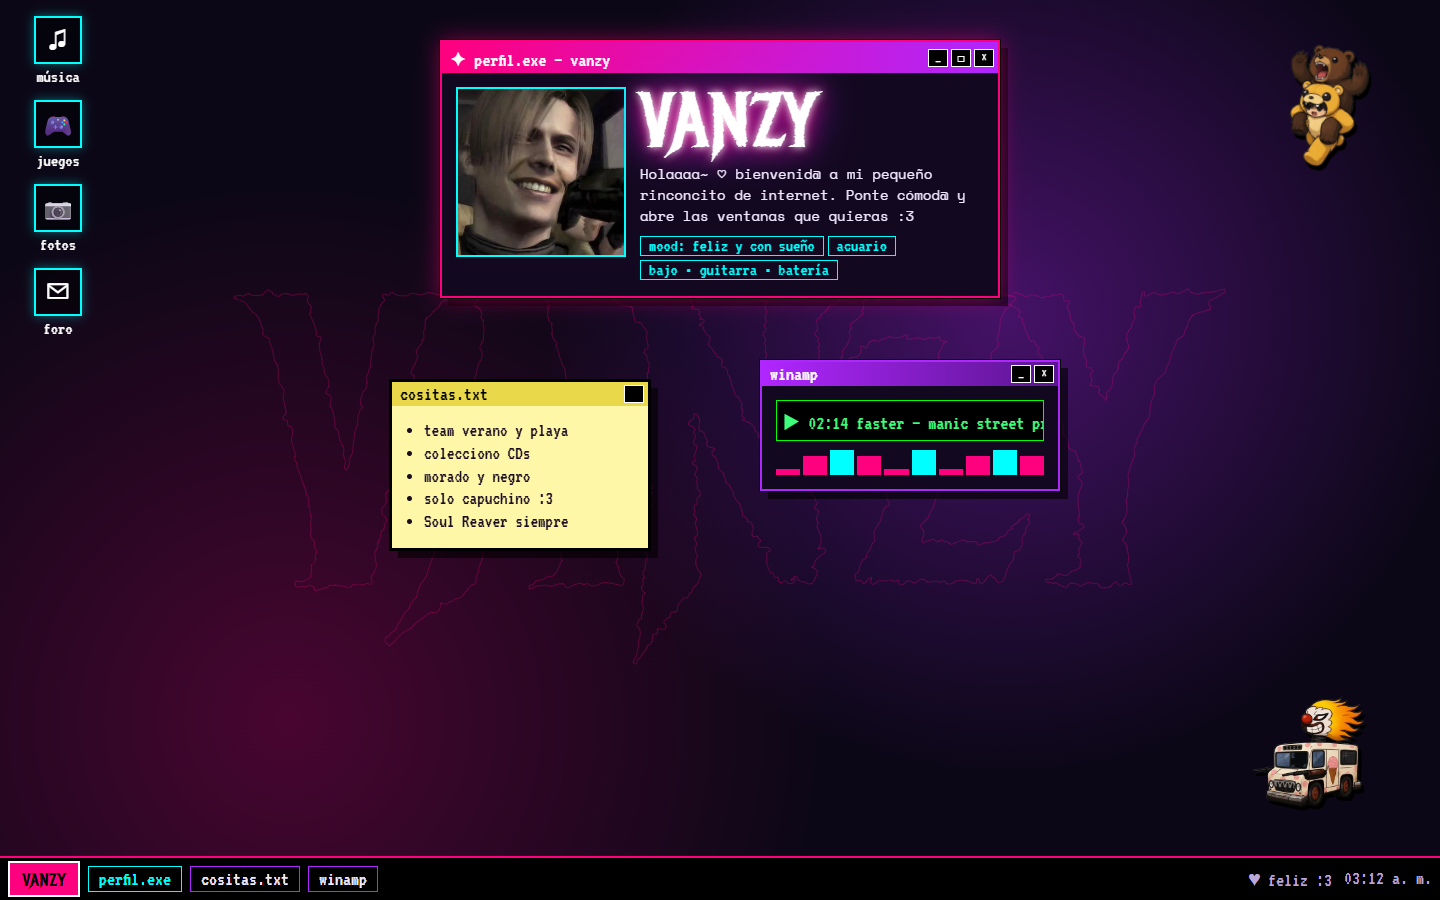 música
juegos
fotos
foro
perfil.exe — vanzy
VANZY
Holaaaa~ ♡ bienvenid@ a mi pequeño
rinconcito de internet. Ponte cómod@ y
abre las ventanas que quieras :3
mood: feliz y con sueño
acuario
bajo • guitarra • batería
VANZY
cositas.txt
• team verano y playa
• colecciono CDs
• morado y negro
• solo capuchino :3
• Soul Reaver siempre
winamp
02:14 faster — manic street
VANZY
perfil.exe
cositas.txt
winamp
♥ feliz :3
03:12 a. m.